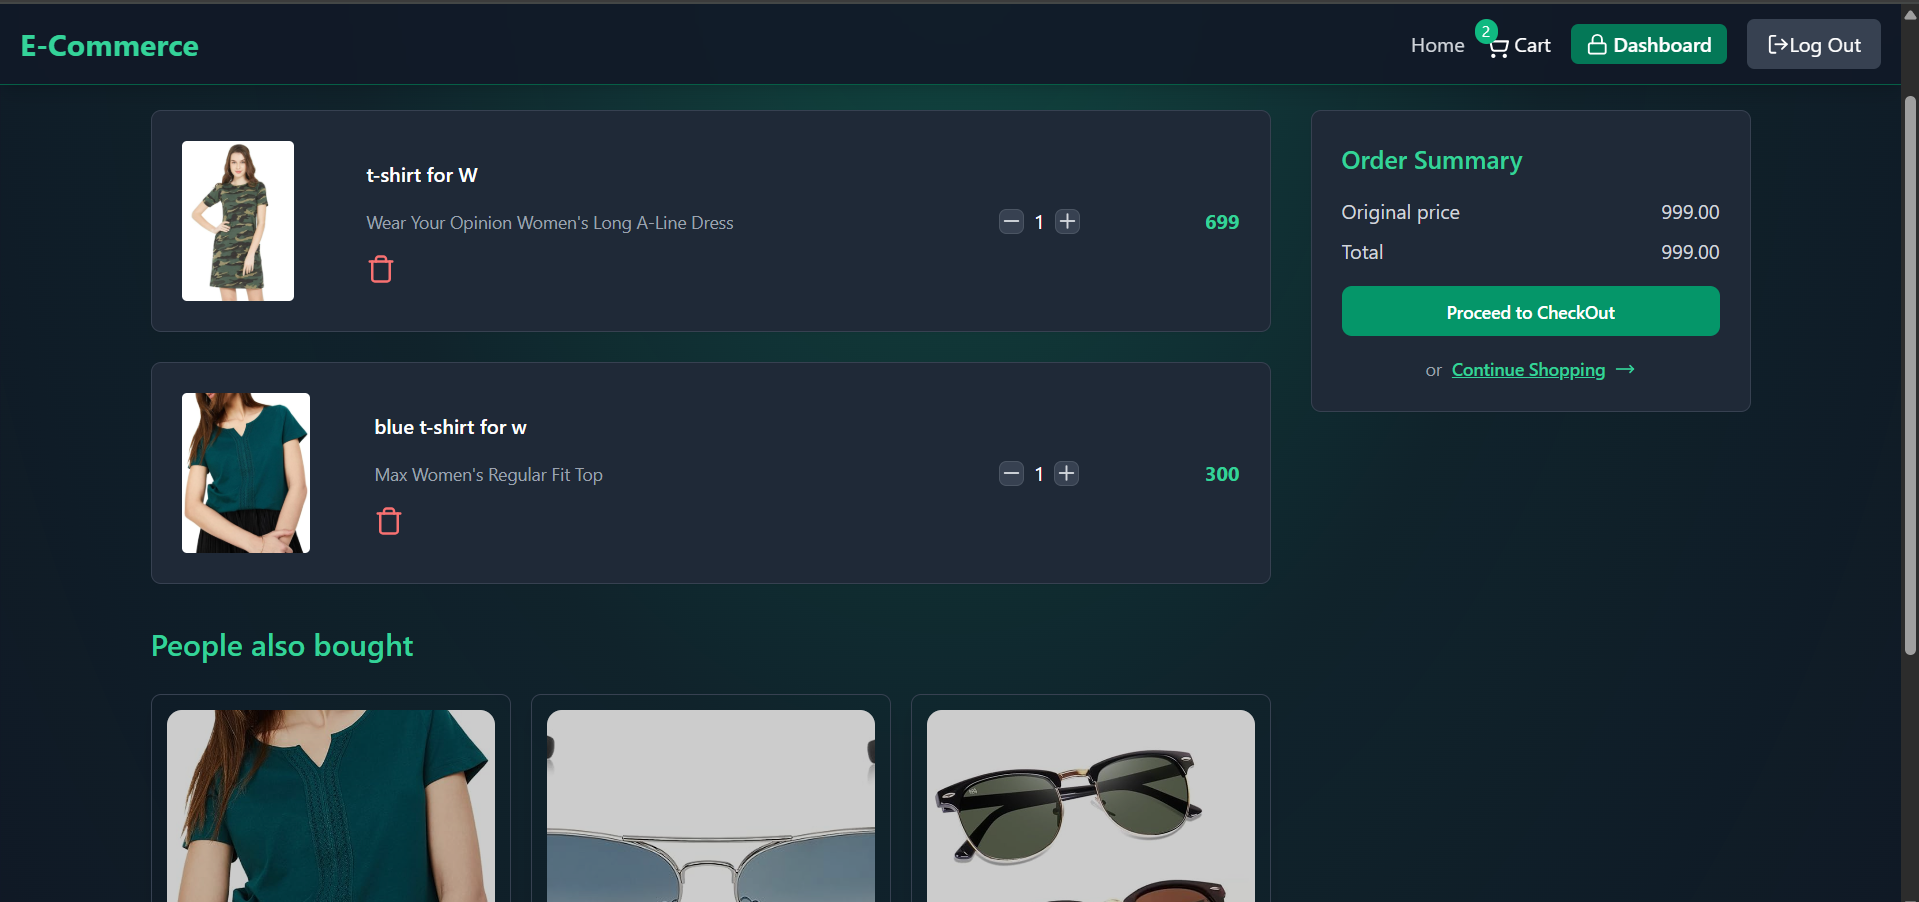 E-Commerce
Home
2
Cart
Dashboard
Log Out
t-shirt for W
Wear Your Opinion Women's Long A-Line Dress
1
699
blue t-shirt for w
Max Women's Regular Fit Top
1
300
Order Summary
Original price 999.00
Total 999.00
Proceed to CheckOut
or Continue Shopping →
People also bought